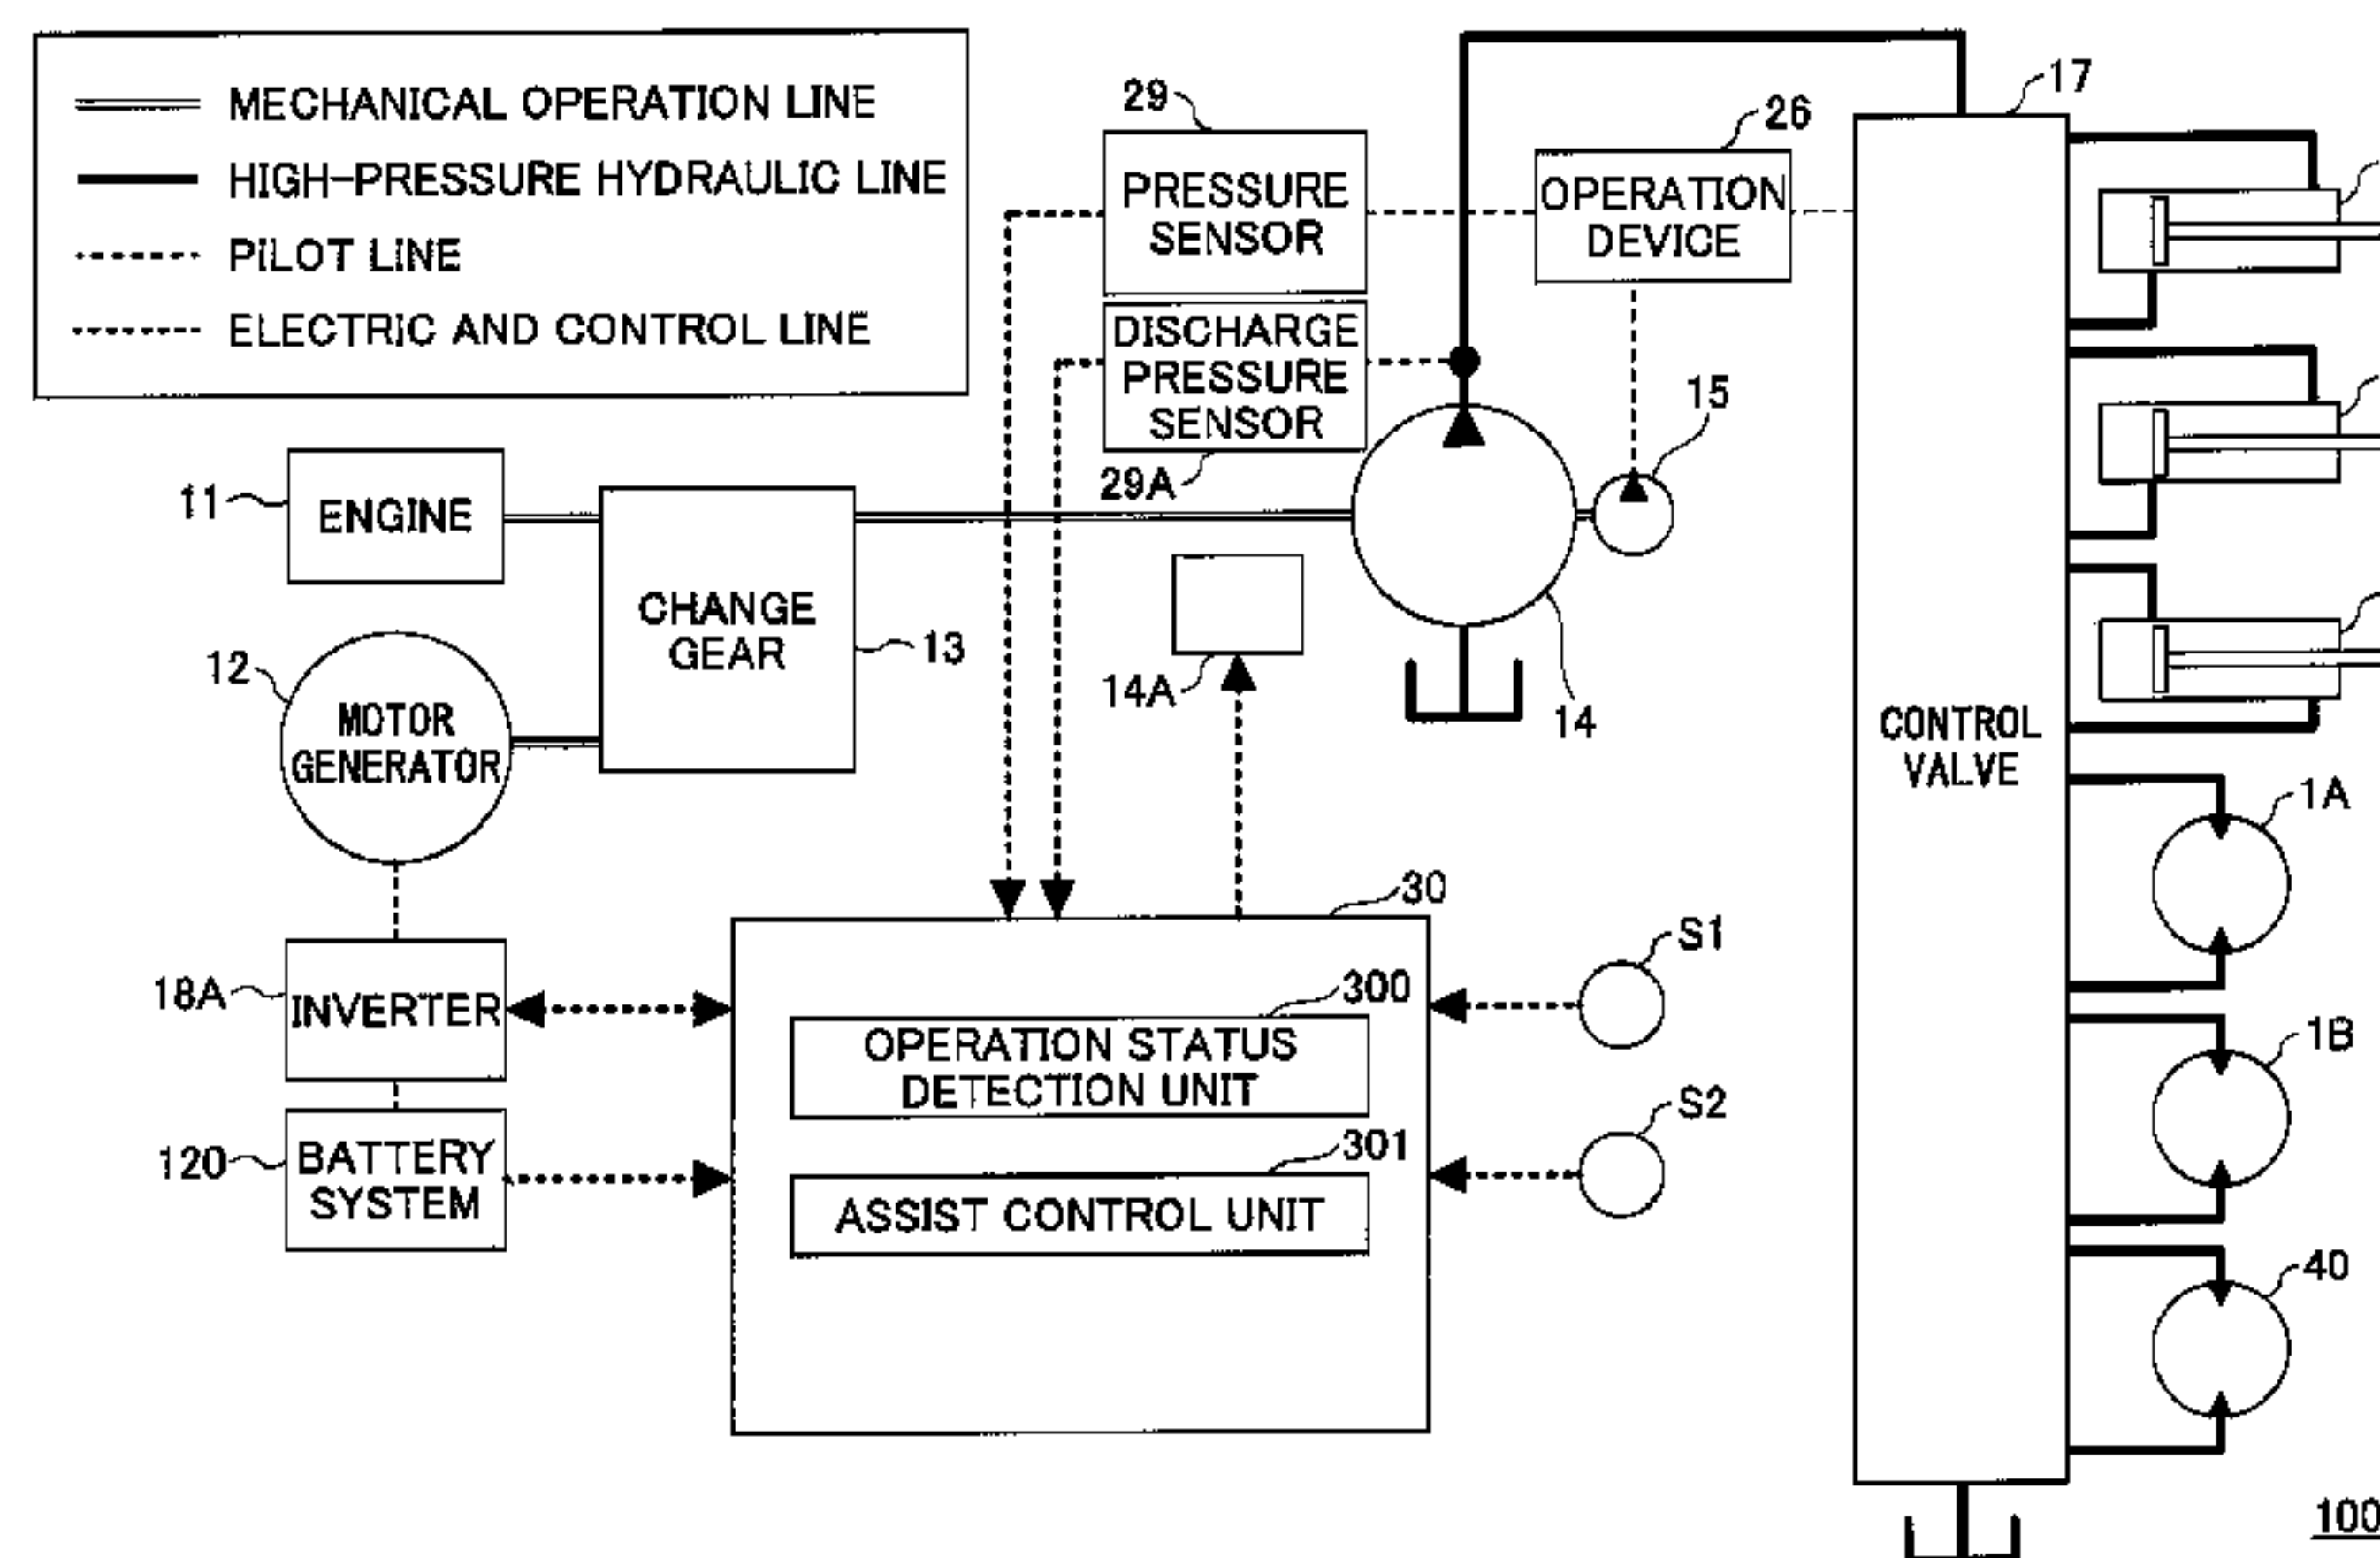 MECHANICAL OPERATION LINE
HIGH-PRESSURE HYDRAULIC LINE
PILOT LINE
ELECTRIC AND CONTROL LINE
29
PRESSURE
SENSOR
26
OPERATION
DEVICE
17
DISCHARGE
PRESSURE
SENSOR
29A
15
11
ENGINE
CHANGE
GEAR
13
12
MOTOR
GENERATOR
14A
14
CONTROL
VALVE
1A
30
18A
INVERTER
S1
300
OPERATION STATUS
DETECTION UNIT
1B
120
BATTERY
SYSTEM
S2
301
ASSIST CONTROL UNIT
40
100